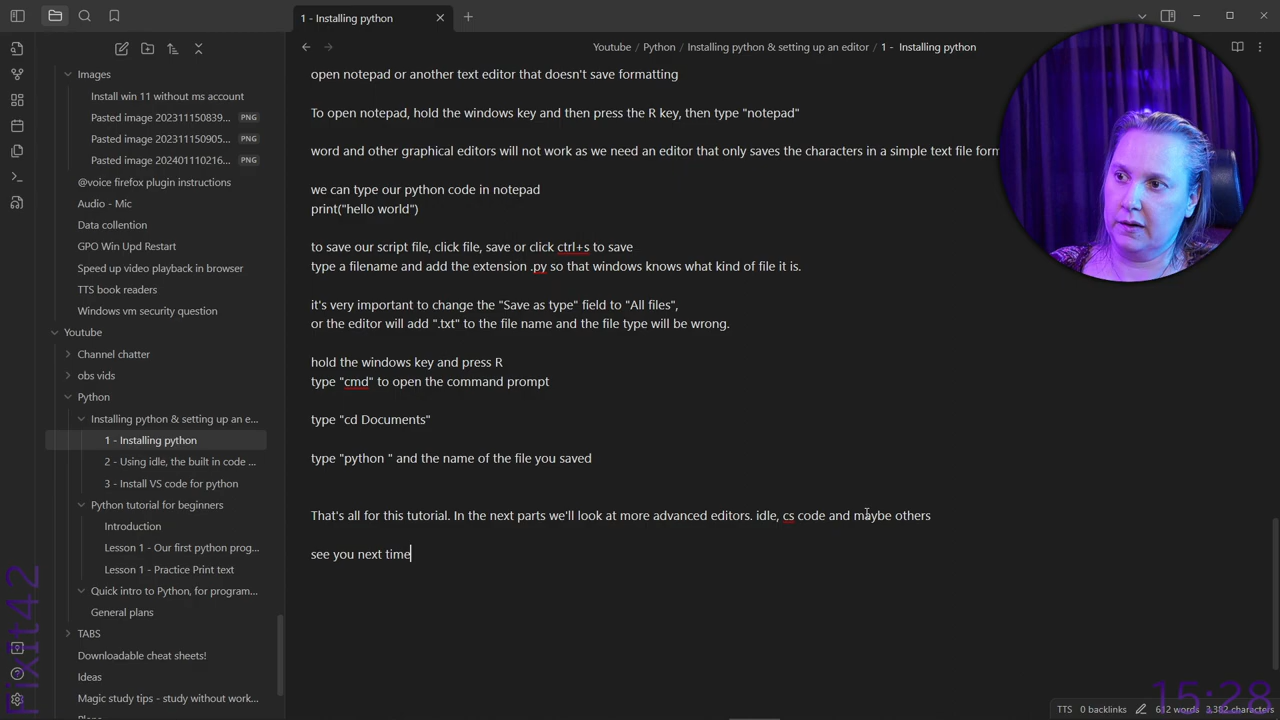 1 - Installing python
Youtube / Python / Installing python & setting up an editor / 1 - Installing python
Images
Install win 11 without ms account
Pasted image 202311150839... PNG
Pasted image 202311150905... PNG
Pasted image 202401110216... PNG
@voice firefox plugin instructions
Audio - Mic
Data collection
GPO Win Upd Restart
Speed up video playback in browser
TTS book readers
Windows vm security question
Youtube
Channel chatter
obs vids
Python
Installing python & setting up an e...
1 - Installing python
2 - Using idle, the built in code ...
3 - Install VS code for python
Python tutorial for beginners
Introduction
Lesson 1 - Our first python prog...
Lesson 1 - Practice Print text
Quick intro to Python, for program...
General plans
TABS
Downloadable cheat sheets!
Ideas
Magic study tips - study without work...
open notepad or another text editor that doesn't save formatting
To open notepad, hold the windows key and then press the R key, then type "notepad"
word and other graphical editors will not work as we need an editor that only saves the characters in a simple text file form
we can type our python code in notepad
print("hello world")
to save our script file, click file, save or click ctrl+s to save
type a filename and add the extension .py so that windows knows what kind of file it is.
it's very important to change the "Save as type" field to "All files",
or the editor will add ".txt" to the file name and the file type will be wrong.
hold the windows key and press R
type "cmd" to open the command prompt
type "cd Documents"
type "python " and the name of the file you saved
That's all for this tutorial. In the next parts we'll look at more advanced editors. idle, cs code and maybe others
see you next time
Fixit42
15:28
TTS 0 backlinks 612 words 3,382 characters